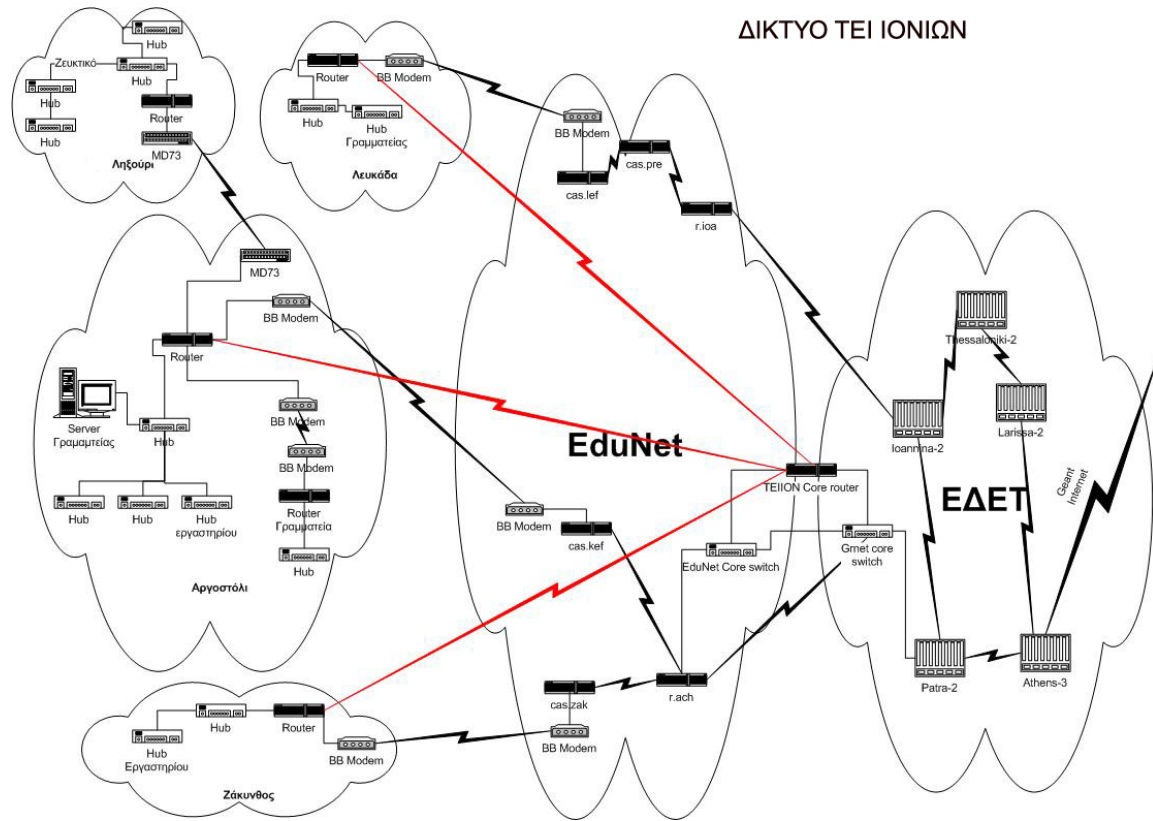 ΔΙΚΤΥΟ ΤΕΙ ΙΟΝΙΩΝ
Hub
Ζευκτικό
Hub
Hub
Router
Hub
MD73
Ληξούρι
Router
BB Modem
Hub
Hub
Γραμματείας
Λευκάδα
BB Modem
cas.lef
cas.pre
r.ioa
MD73
BB Modem
Router
Server
Γραμαμτείας
Hub
BB Modem
BB Modem
Hub
Hub
Hub
εργαστηρίου
Router
Γραμματεία
Hub
Αργοστόλι
EduNet
BB Modem
cas.kef
TEIION Core router
EduNet Core switch
Grnet core
switch
cas.zak
r.ach
BB Modem
Thessaloniki-2
Ioannina-2
Larissa-2
ΕΔΕΤ
Geant
Internet
Patra-2
Athens-3
Hub
Router
Hub
Εργαστηρίου
BB Modem
Ζάκυνθος